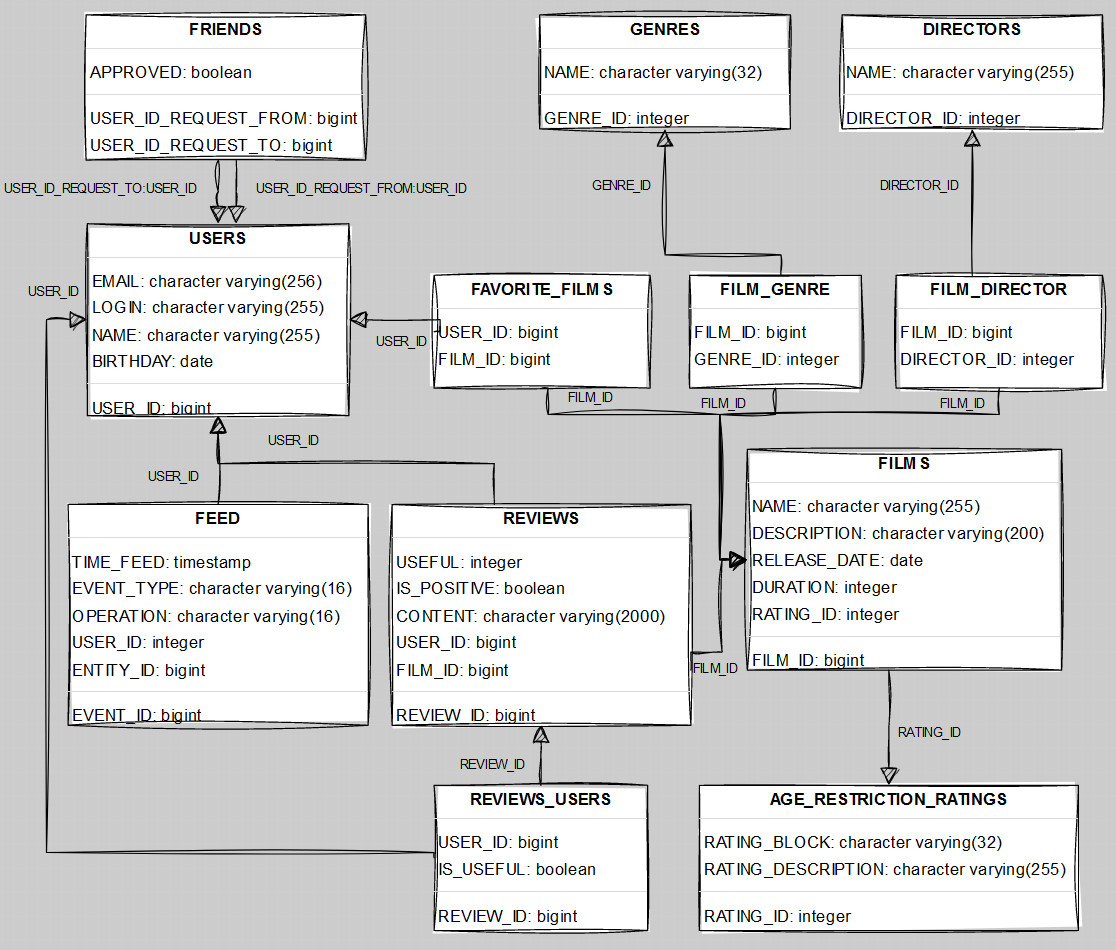 FRIENDS
APPROVED: boolean
USER_ID_REQUEST_FROM: bigint
USER_ID_REQUEST_TO: bigint
GENRES
NAME: character varying(32)
GENRE_ID: integer
DIRECTORS
NAME: character varying(255)
DIRECTOR_ID: integer
USER_ID_REQUEST_TO:USER_ID
USER_ID_REQUEST_FROM:USER_ID
GENRE_ID
DIRECTOR_ID
USERS
EMAIL: character varying(256)
LOGIN: character varying(255)
NAME: character varying(255)
BIRTHDAY: date
USER_ID: bigint
USER_ID
USER_ID
FAVORITE_FILMS
USER_ID: bigint
FILM_ID: bigint
FILM_GENRE
FILM_ID: bigint
GENRE_ID: integer
FILM_DIRECTOR
FILM_ID: bigint
DIRECTOR_ID: integer
FILM_ID
FILM_ID
FILM_ID
USER_ID
USER_ID
FILMS
NAME: character varying(255)
DESCRIPTION: character varying(200)
RELEASE_DATE: date
DURATION: integer
RATING_ID: integer
FILM_ID: bigint
FEED
TIME_FEED: timestamp
EVENT_TYPE: character varying(16)
OPERATION: character varying(16)
USER_ID: integer
ENTITY_ID: bigint
EVENT_ID: bigint
REVIEWS
USEFUL: integer
IS_POSITIVE: boolean
CONTENT: character varying(2000)
USER_ID: bigint
FILM_ID: bigint
REVIEW_ID: bigint
FILM_ID
RATING_ID
REVIEW_ID
REVIEWS_USERS
USER_ID: bigint
IS_USEFUL: boolean
REVIEW_ID: bigint
AGE_RESTRICTION_RATINGS
RATING_BLOCK: character varying(32)
RATING_DESCRIPTION: character varying(255)
RATING_ID: integer